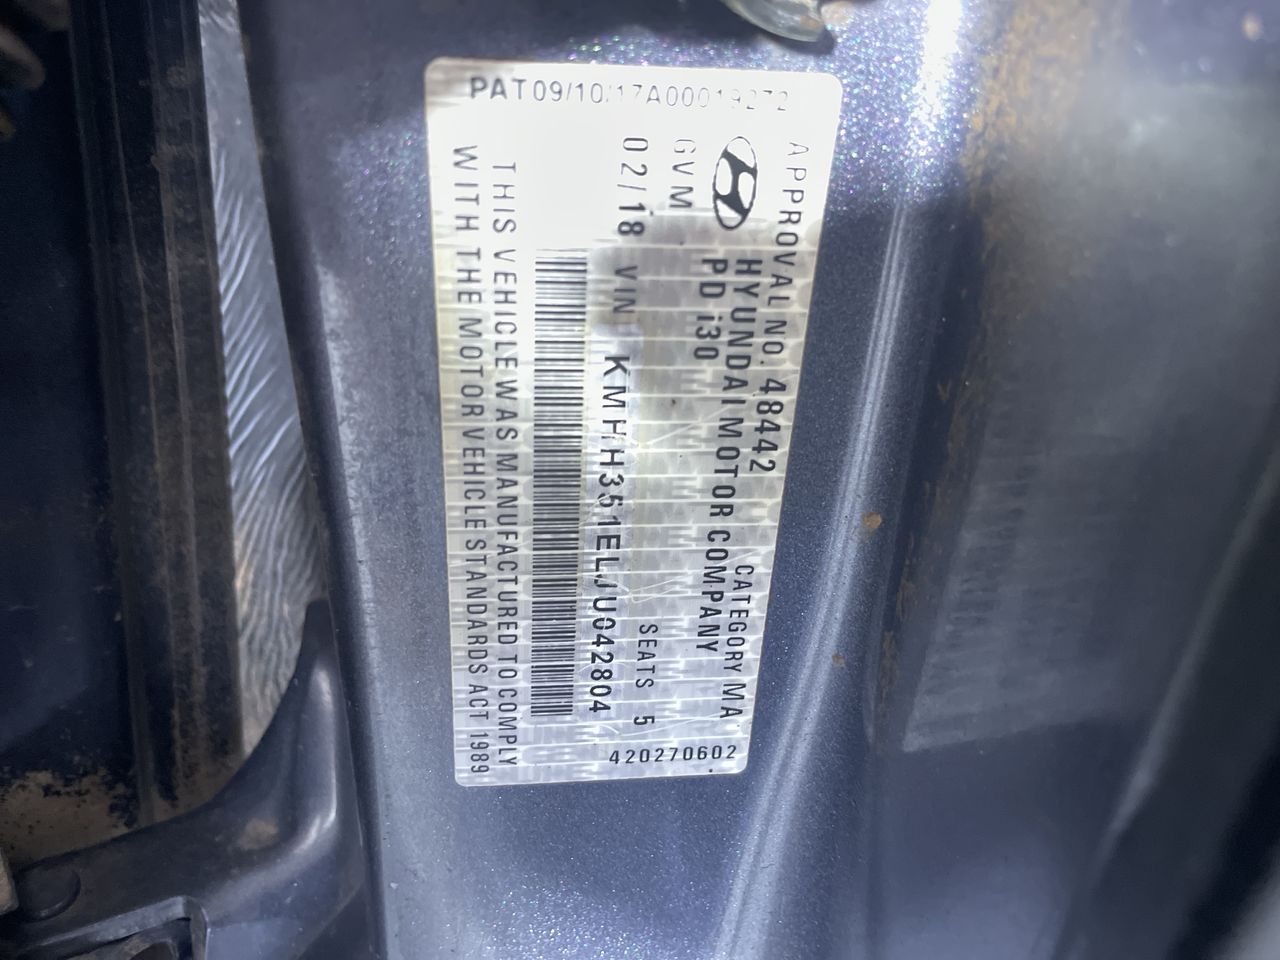 APPROVAL NO. 48442
CATEGORY MA
HYUNDAI MOTOR COMPANY
PD i30
GVM
SEATS 5
02/18 VIN KMHH351ELJU042804
THIS VEHICLE WAS MANUFACTURED TO COMPLY
WITH THE MOTOR VEHICLE STANDARDS ACT 1989
PAT09/10/17A00019272
420270602